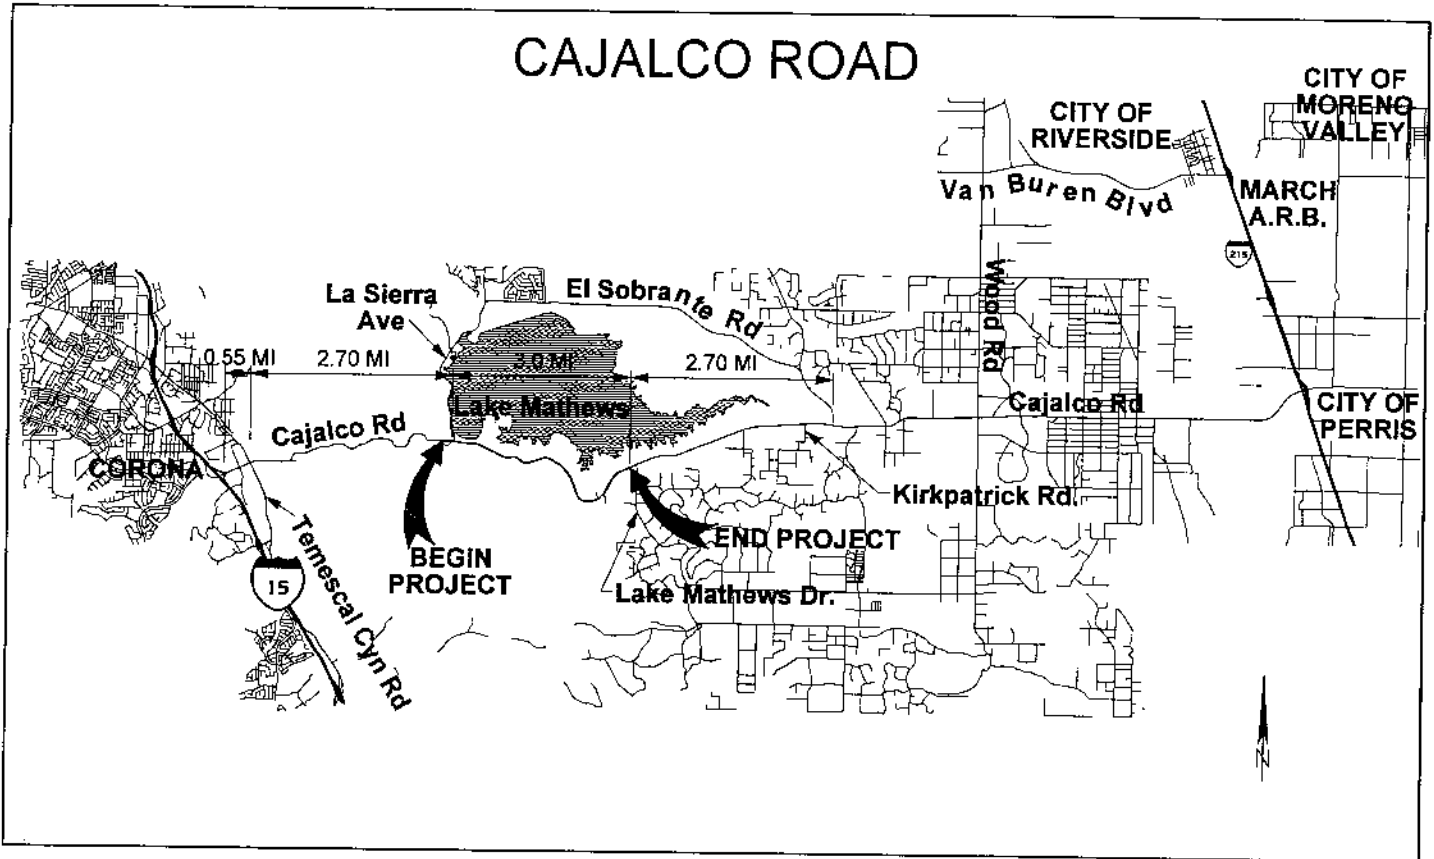 CAJALCO ROAD
CITY OF
MORENO
VALLEY
CITY OF
RIVERSIDE
Van Buren Blvd
MARCH
A.R.B.
215
La Sierra
Ave
El Sobrante Rd
Wood Rd
0.55 MI
2.70 MI
3.0 MI
2.70 MI
Lake Mathews
Cajalco Rd
Cajalco Rd
CITY OF
PERRIS
CORONA
Kirkpatrick Rd.
Temescal Cyn Rd
BEGIN
PROJECT
END PROJECT
15
Lake Mathews Dr.
N